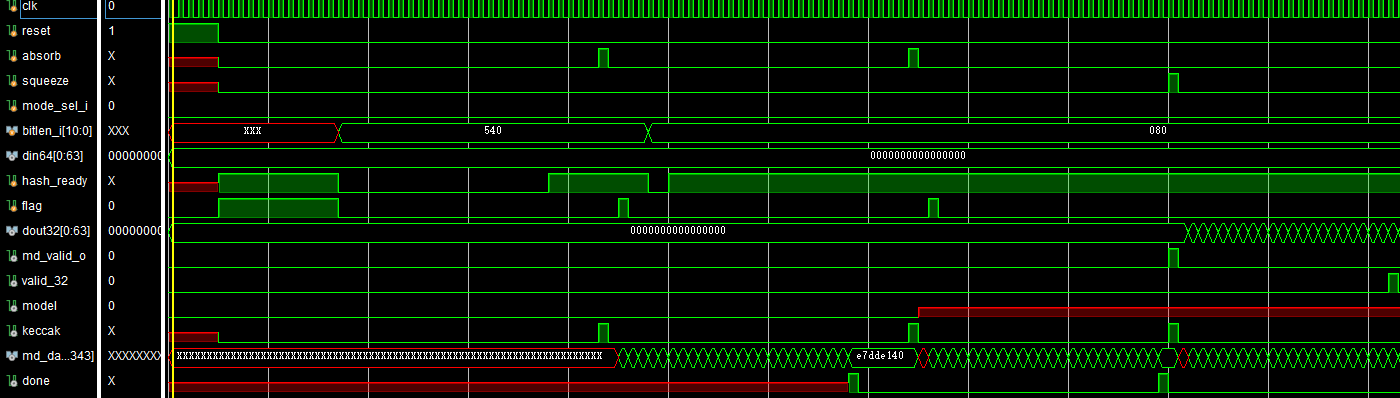 clk 0
reset 1
absorb X
squeeze X
mode_sel_i 0
bitlen_i[10:0] XXX XXX 540 080
din64[0:63] 00000000 0000000000000000
hash_ready X
flag 0
dout32[0:63] 00000000 0000000000000000
md_valid_o 0
valid_32 0
model 0
keccak X
md_da...343] XXXXXXXX e7dde140
done X